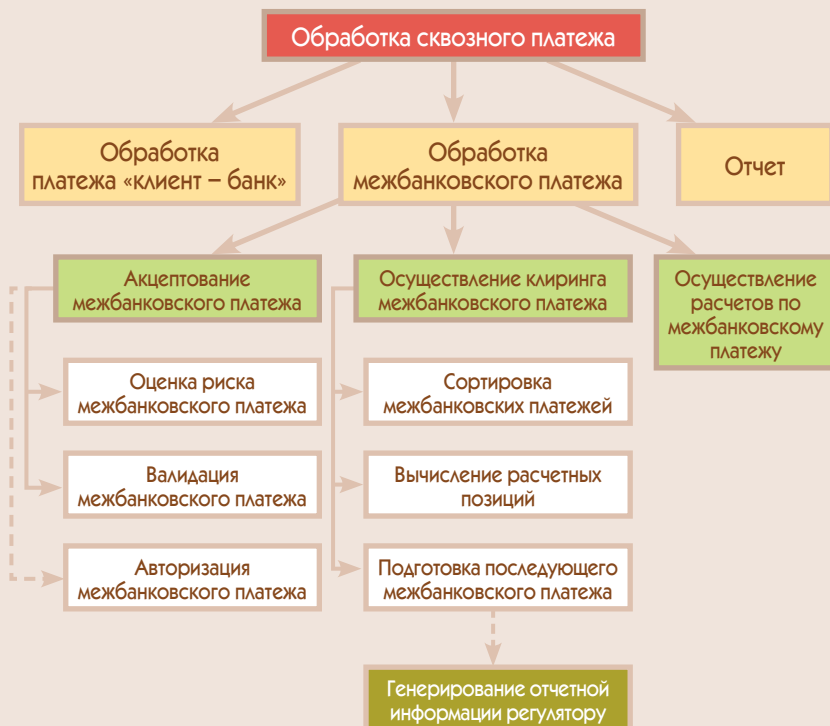 Обработка сквозного платежа
Обработка
платежа «клиент – банк»
Обработка
межбанковского платежа
Отчет
Акцептование
межбанковского платежа
Осуществление клиринга
межбанковского платежа
Осуществление
расчетов по
межбанковскому
платежу
Оценка риска
межбанковского платежа
Сортировка
межбанковских платежей
Валидация
межбанковского платежа
Вычисление расчетных
позиций
Авторизация
межбанковского платежа
Подготовка последующего
межбанковского платежа
Генерирование отчетной
информации регулятору